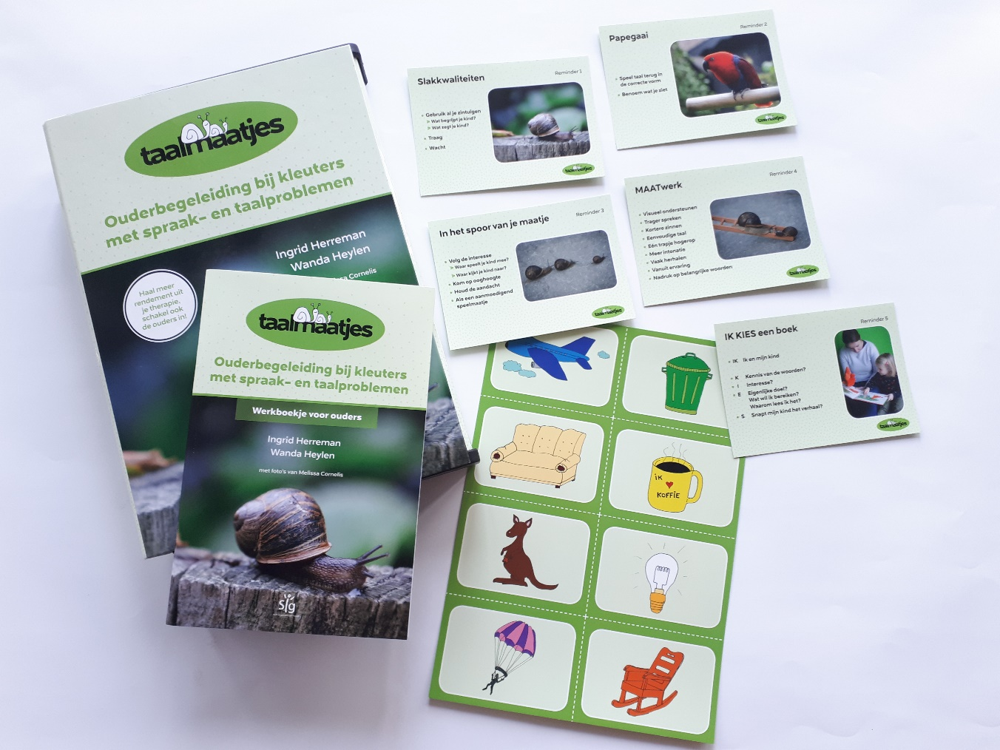 taalmaatjes
Ouderbegeleiding bij kleuters
met spraak- en taalproblemen
Ingrid Herreman
Wanda Heylen
ssa Cornelis
Haal meer
rendement uit
je therapie,
schakel ook
de ouders in!
taalmaatjes
Ouderbegeleiding bij kleuters
met spraak- en taalproblemen
Werkboekje voor ouders
Ingrid Herreman
Wanda Heylen
met foto's van Melissa Cornelis
sig
Slakkwaliteiten
Reminder 1
Gebruik al je zintuigen
Wat begrijpt je kind?
Wat zegt je kind?
Traag
Wacht
taalmaatjes
Papegaai
Reminder 2
Speel taal terug in
de correcte vorm
Benoem wat je ziet
taalmaatjes
In het spoor van je maatje
Reminder 3
Volg de interesse
Waar speelt je kind mee?
Waar kijkt je kind naar?
Kom op ooghoogte
Houd de aandacht
Als een aanmoedigend
speelmaatje
taalmaatjes
MAATwerk
Reminder 4
Visueel ondersteunen
Trager spreken
Kortere zinnen
Eenvoudige taal
Eén trapje hogerop
Meer intonatie
Vaak herhalen
Vanuit ervaring
Nadruk op belangrijke woorden
taalmaatjes
IK KIES een boek
Reminder 5
IK Ik en mijn kind
K Kennis van de woorden?
I Interesse?
E Eigenlijke doel?
Wat wil ik bereiken?
Waarom lees ik het?
S Snapt mijn kind het verhaal?
taalmaatjes
iK
KOFFiE